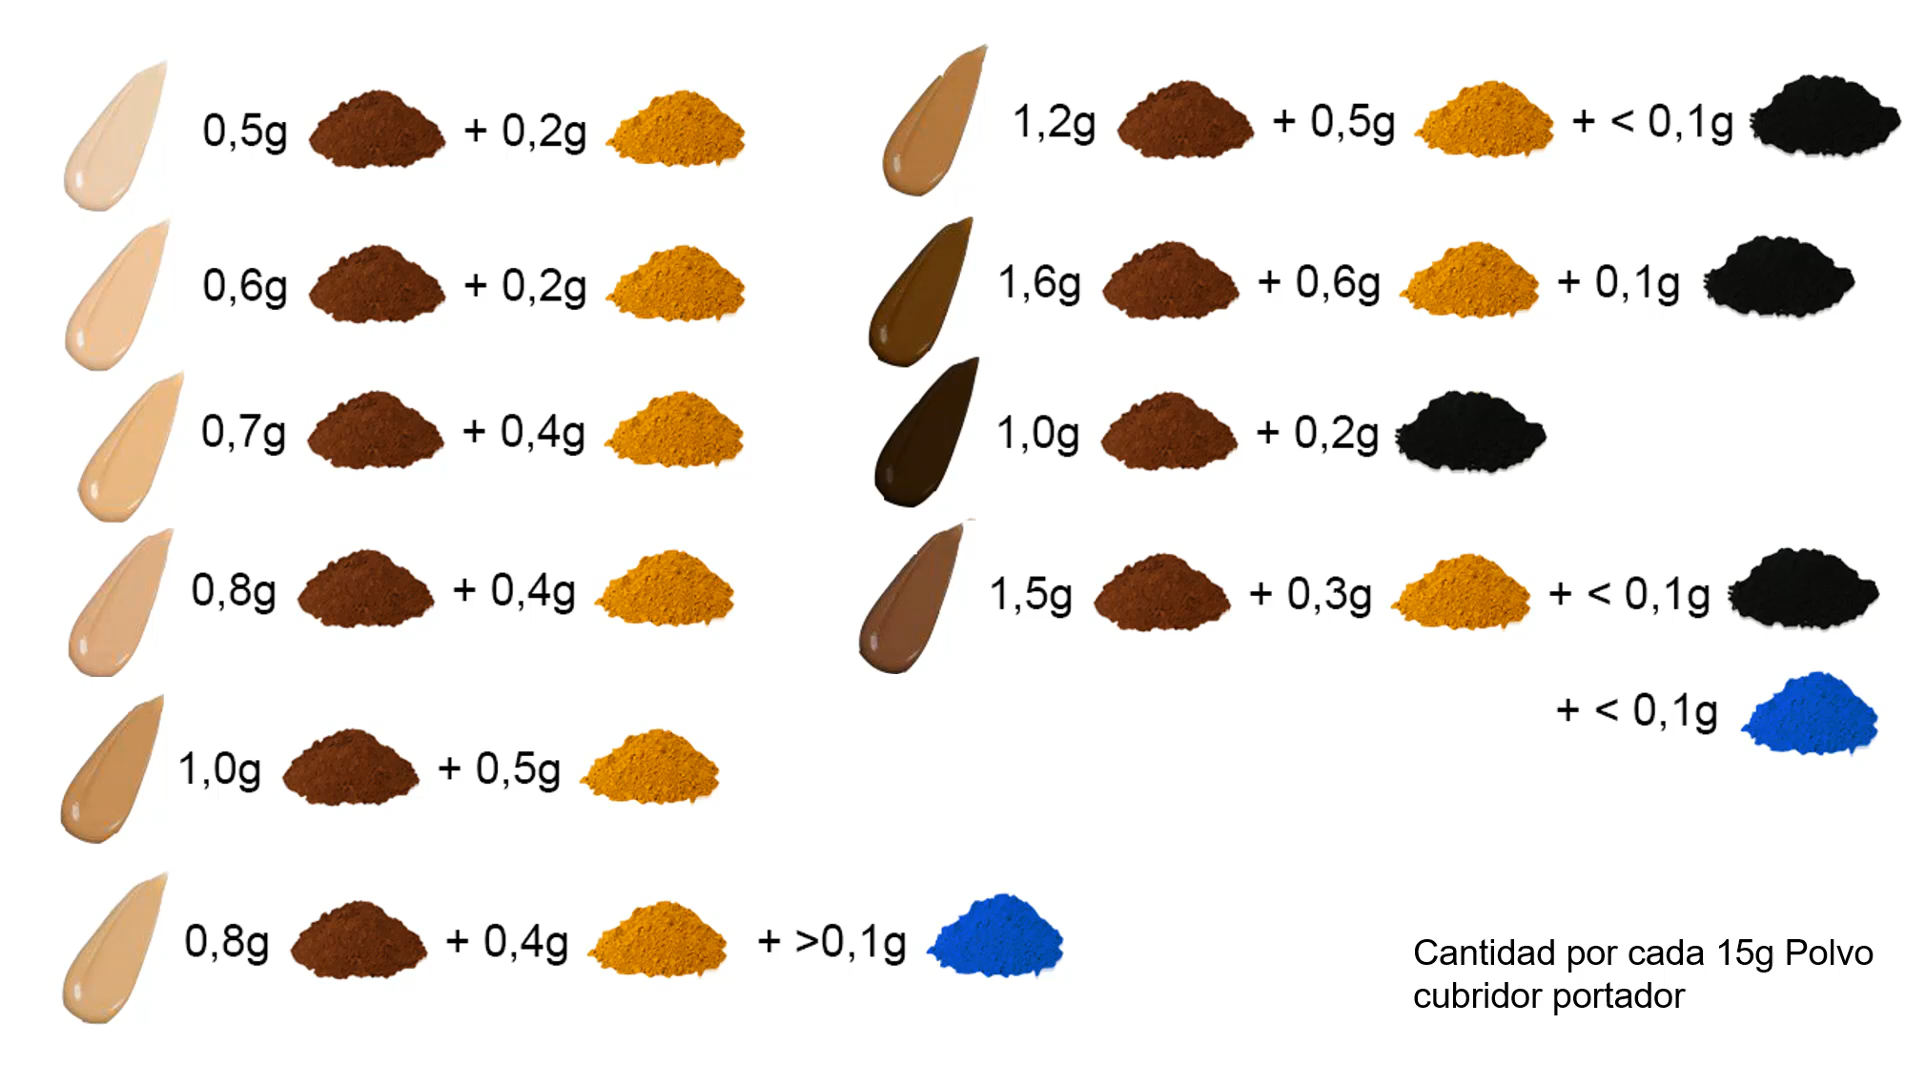 0,5g + 0,2g
0,6g + 0,2g
0,7g + 0,4g
0,8g + 0,4g
1,0g + 0,5g
0,8g + 0,4g + >0,1g
1,2g + 0,5g + < 0,1g
1,6g + 0,6g + 0,1g
1,0g + 0,2g
1,5g + 0,3g + < 0,1g
+ < 0,1g
Cantidad por cada 15g Polvo
cubridor portador